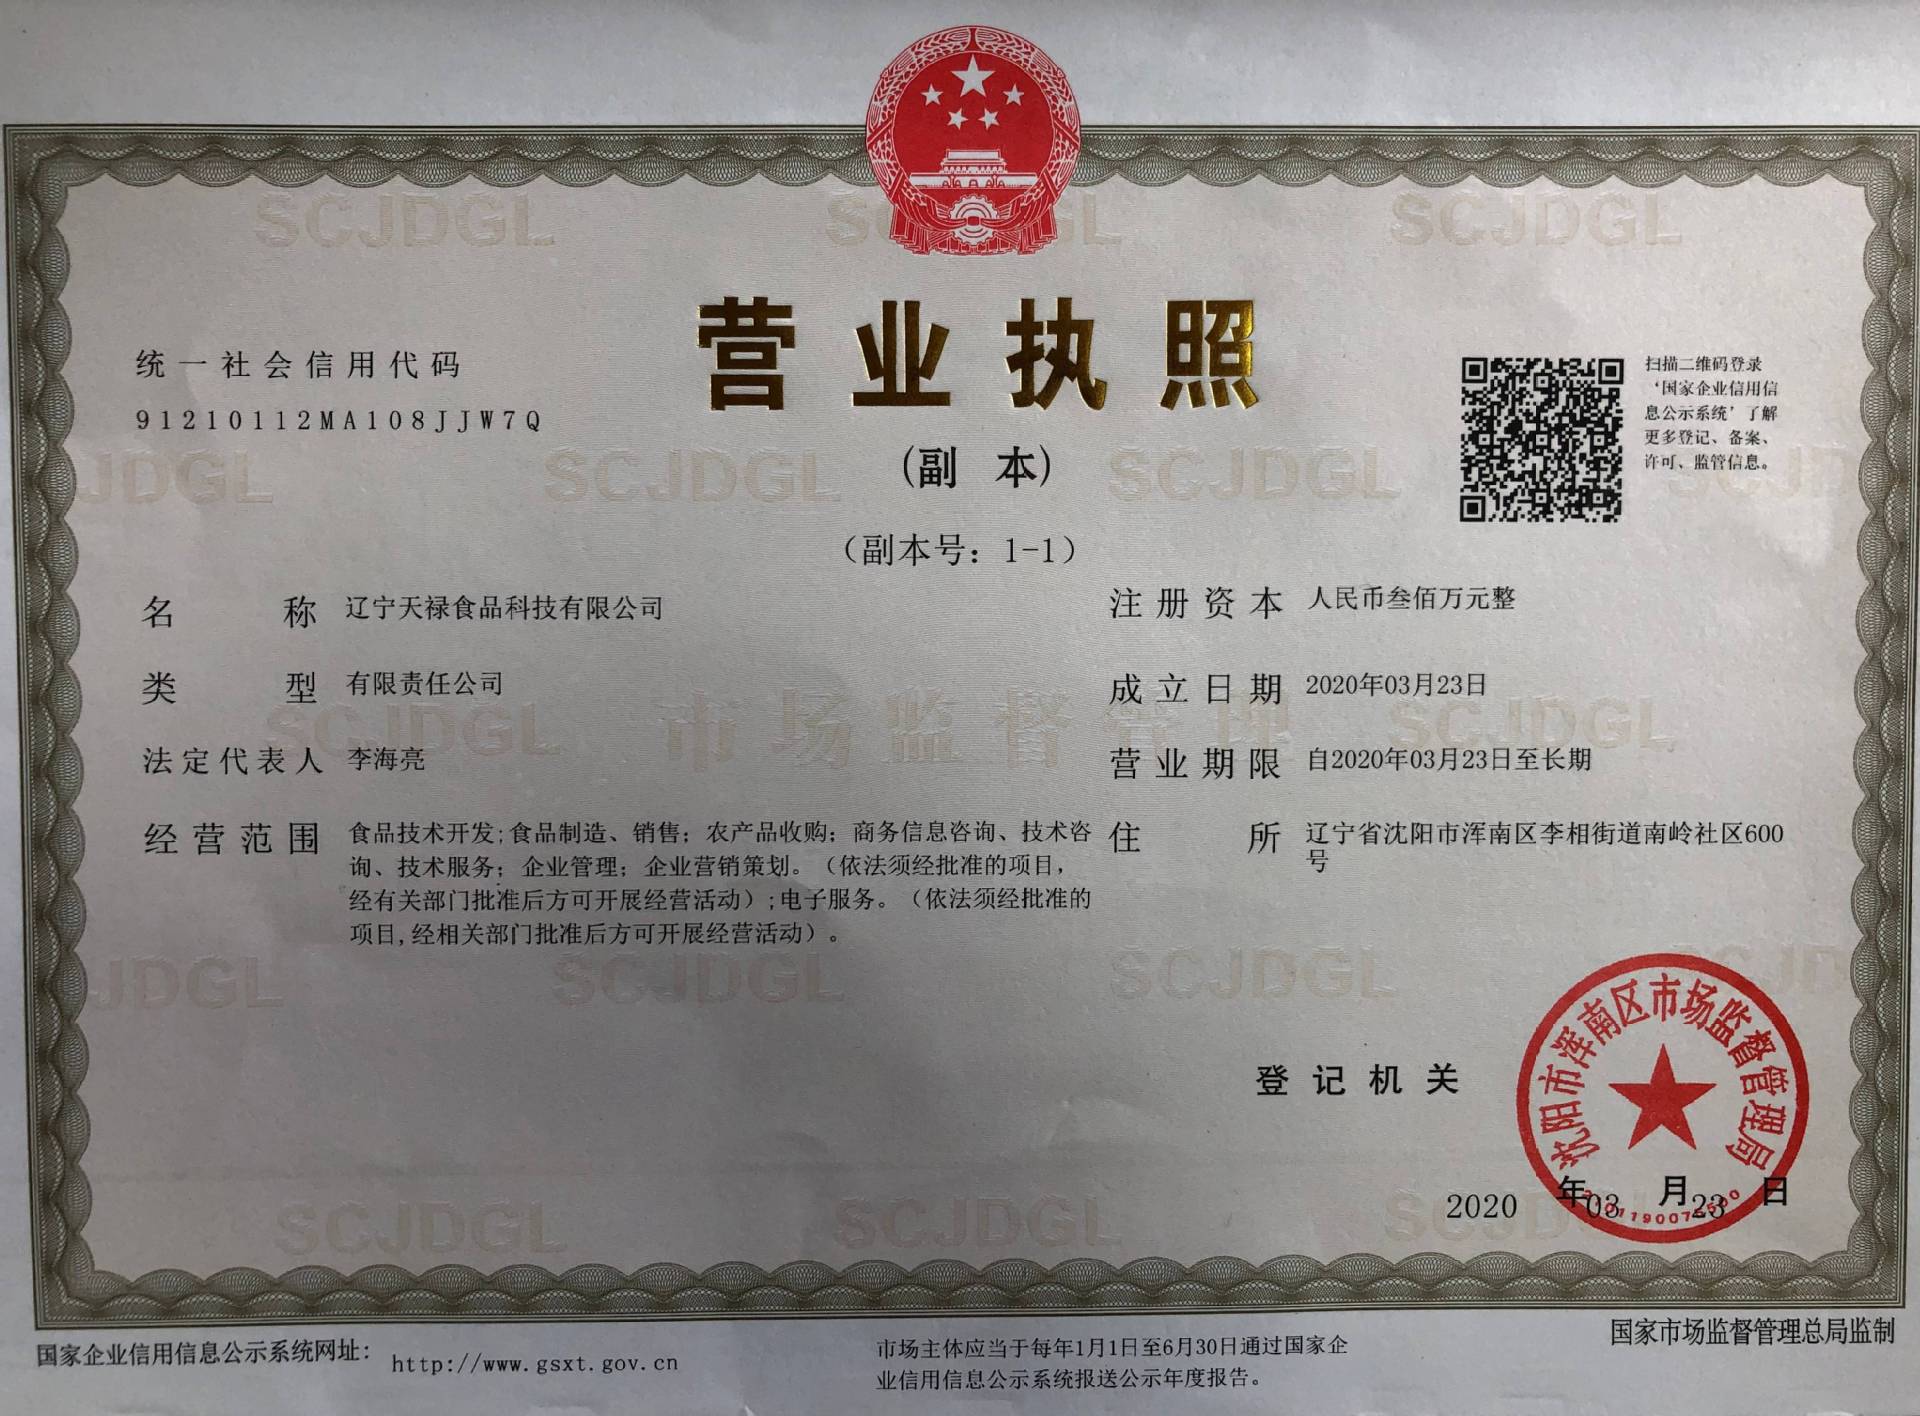 营业执照
(副 本)
(副本号: 1-1)
统一社会信用代码
91210112MA108JJW7Q
扫描二维码登录
‘国家企业信用信
息公示系统’了解
更多登记、备案、
许可、监管信息。
名 称 辽宁天禄食品科技有限公司
类 型 有限责任公司
法定代表人 李海亮
经营范围 食品技术开发;食品制造、销售；农产品收购；商务信息咨询、技术咨
询、技术服务；企业管理；企业营销策划。（依法须经批准的项目，
经有关部门批准后方可开展经营活动）;电子服务。（依法须经批准的
项目,经相关部门批准后方可开展经营活动）。
注册资本 人民币叁佰万元整
成立日期 2020年03月23日
营业期限 自2020年03月23日至长期
住 所 辽宁省沈阳市浑南区李相街道南岭社区600
号
登记机关
沈阳市浑南区市场监督管理局
2020 年03 月23 日
国家企业信用信息公示系统网址: http://www.gsxt.gov.cn
市场主体应当于每年1月1日至6月30日通过国家企
业信用信息公示系统报送公示年度报告。
国家市场监督管理总局监制
SCJDGL
市场监督管理